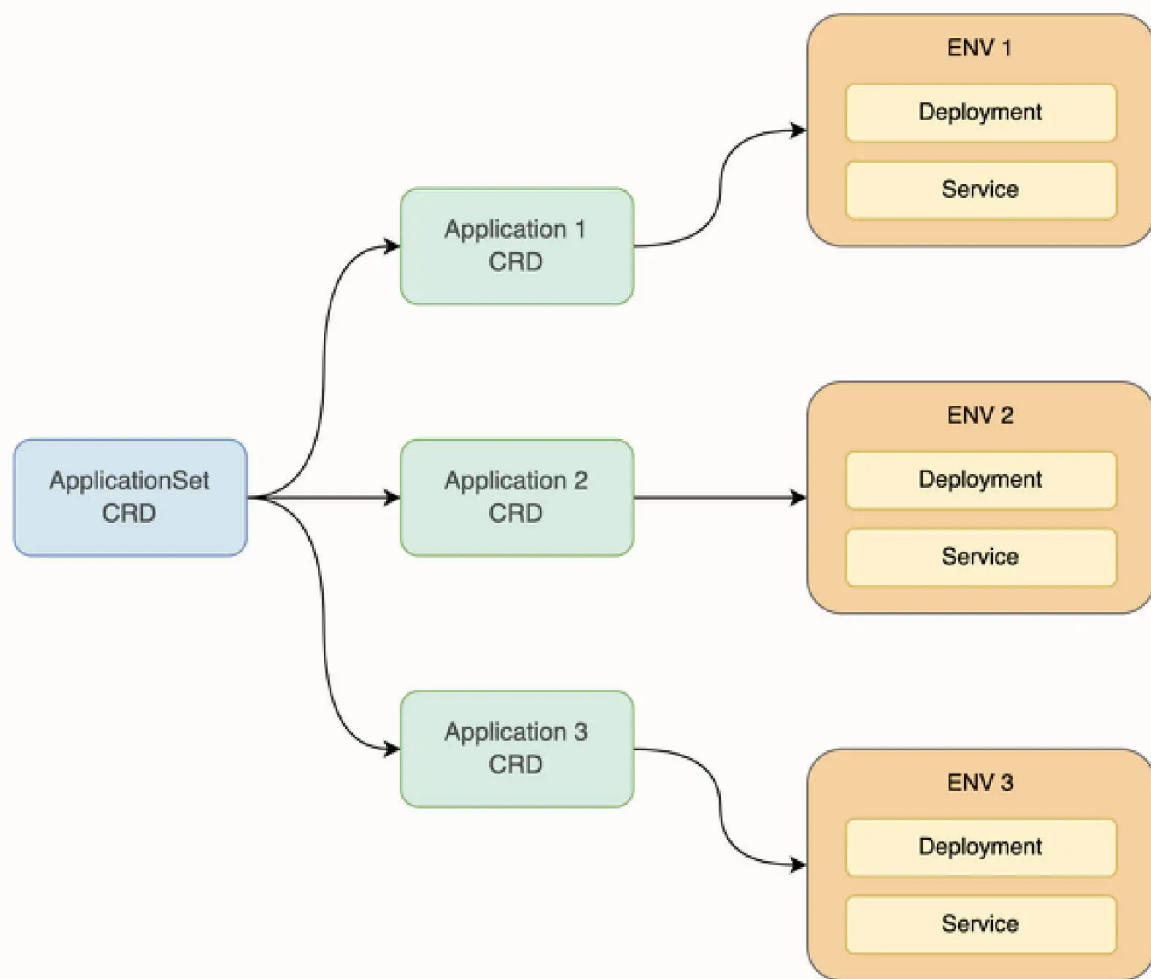 ApplicationSet
CRD
Application 1
CRD
Application 2
CRD
Application 3
CRD
ENV 1
Deployment
Service
ENV 2
Deployment
Service
ENV 3
Deployment
Service